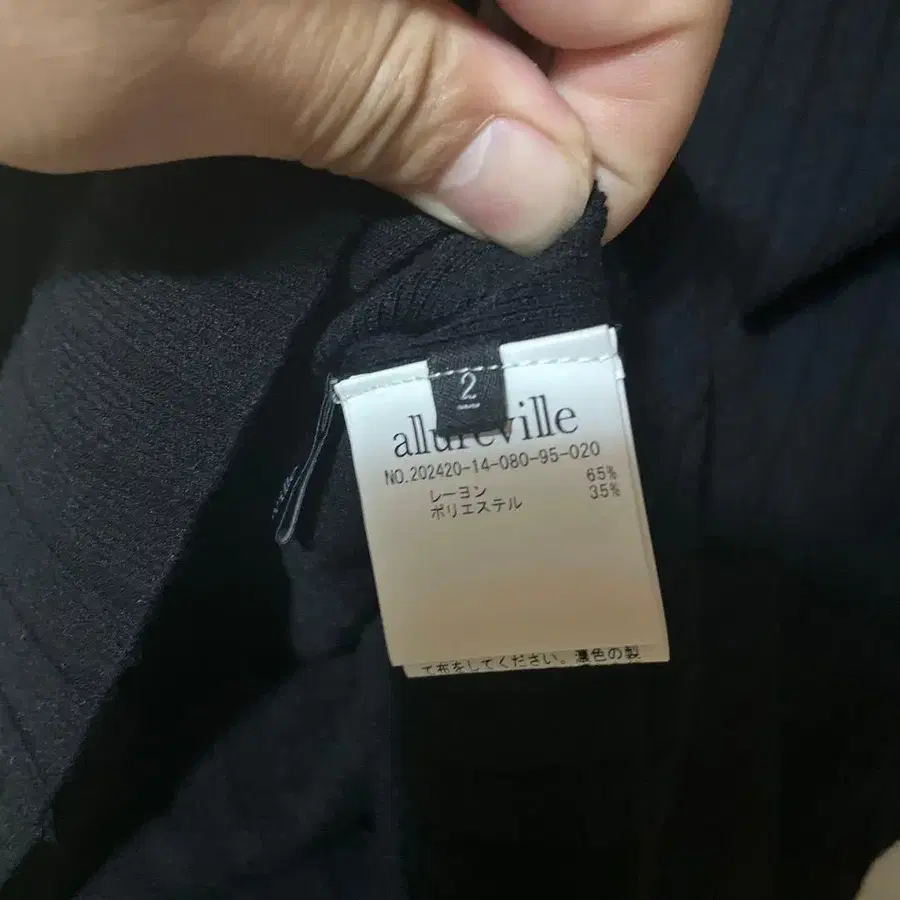 2
allureville
NO.202420-14-080-95-020
レーヨン 65%
ポリエステル 35%
て布をしてください。濃色の製